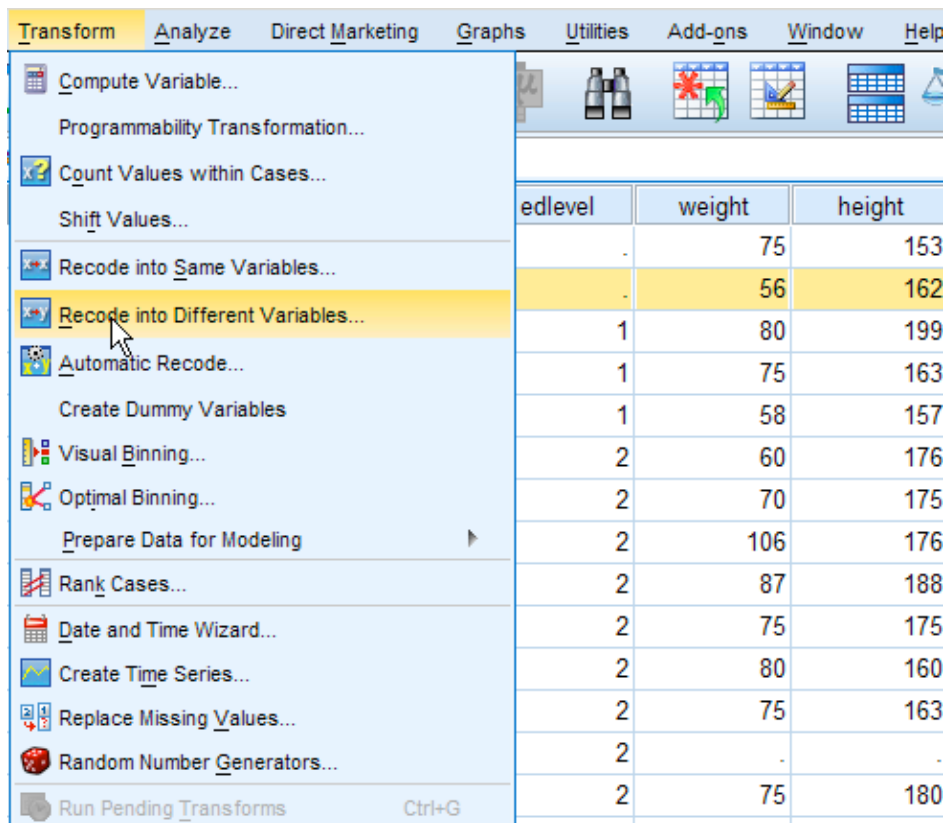 Transform Analyze Direct Marketing Graphs Utilities Add-ons Window Help
Compute Variable...
Programmability Transformation...
Count Values within Cases...
Shift Values...
edlevel weight height
. 75 153
Recode into Same Variables...
. 56 162
Recode into Different Variables...
1 80 199
Automatic Recode...
1 75 163
Create Dummy Variables
1 58 157
Visual Binning...
2 60 176
Optimal Binning...
2 70 175
Prepare Data for Modeling
2 106 176
Rank Cases...
2 87 188
Date and Time Wizard...
2 75 175
Create Time Series...
2 80 160
Replace Missing Values...
2 75 163
Random Number Generators...
2 . .
Run Pending Transforms Ctrl+G
2 75 180